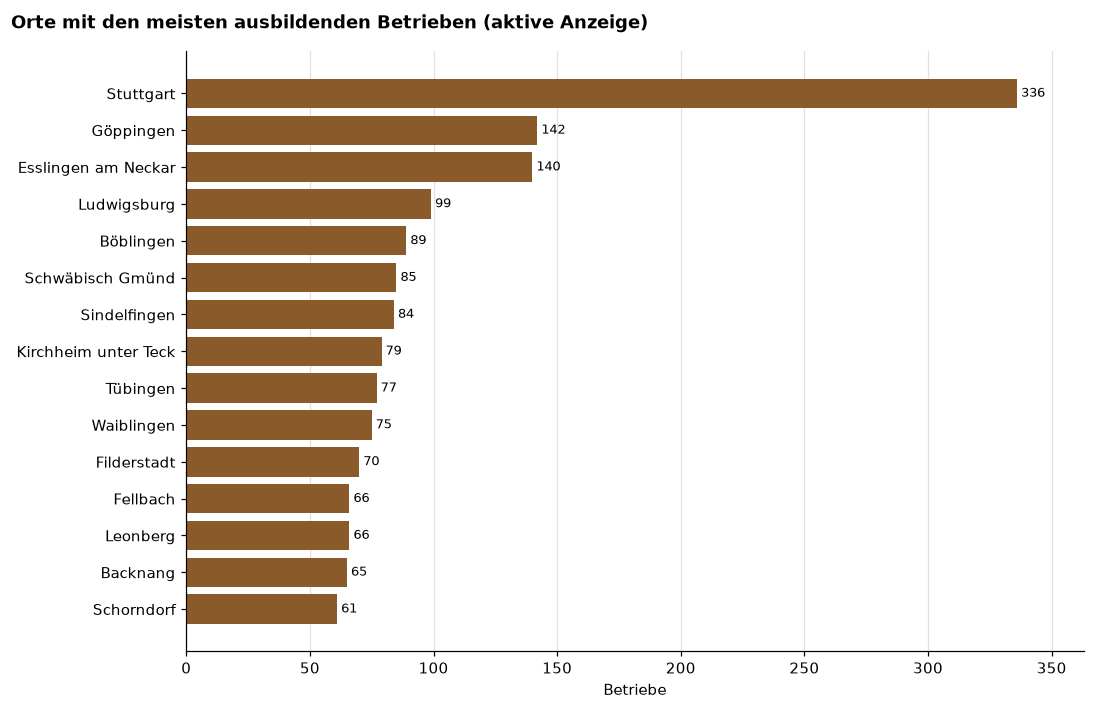 Orte mit den meisten ausbildenden Betrieben (aktive Anzeige)
Stuttgart 336
Göppingen 142
Esslingen am Neckar 140
Ludwigsburg 99
Böblingen 89
Schwäbisch Gmünd 85
Sindelfingen 84
Kirchheim unter Teck 79
Tübingen 77
Waiblingen 75
Filderstadt 70
Fellbach 66
Leonberg 66
Backnang 65
Schorndorf 61
0 50 100 150 200 250 300 350
Betriebe